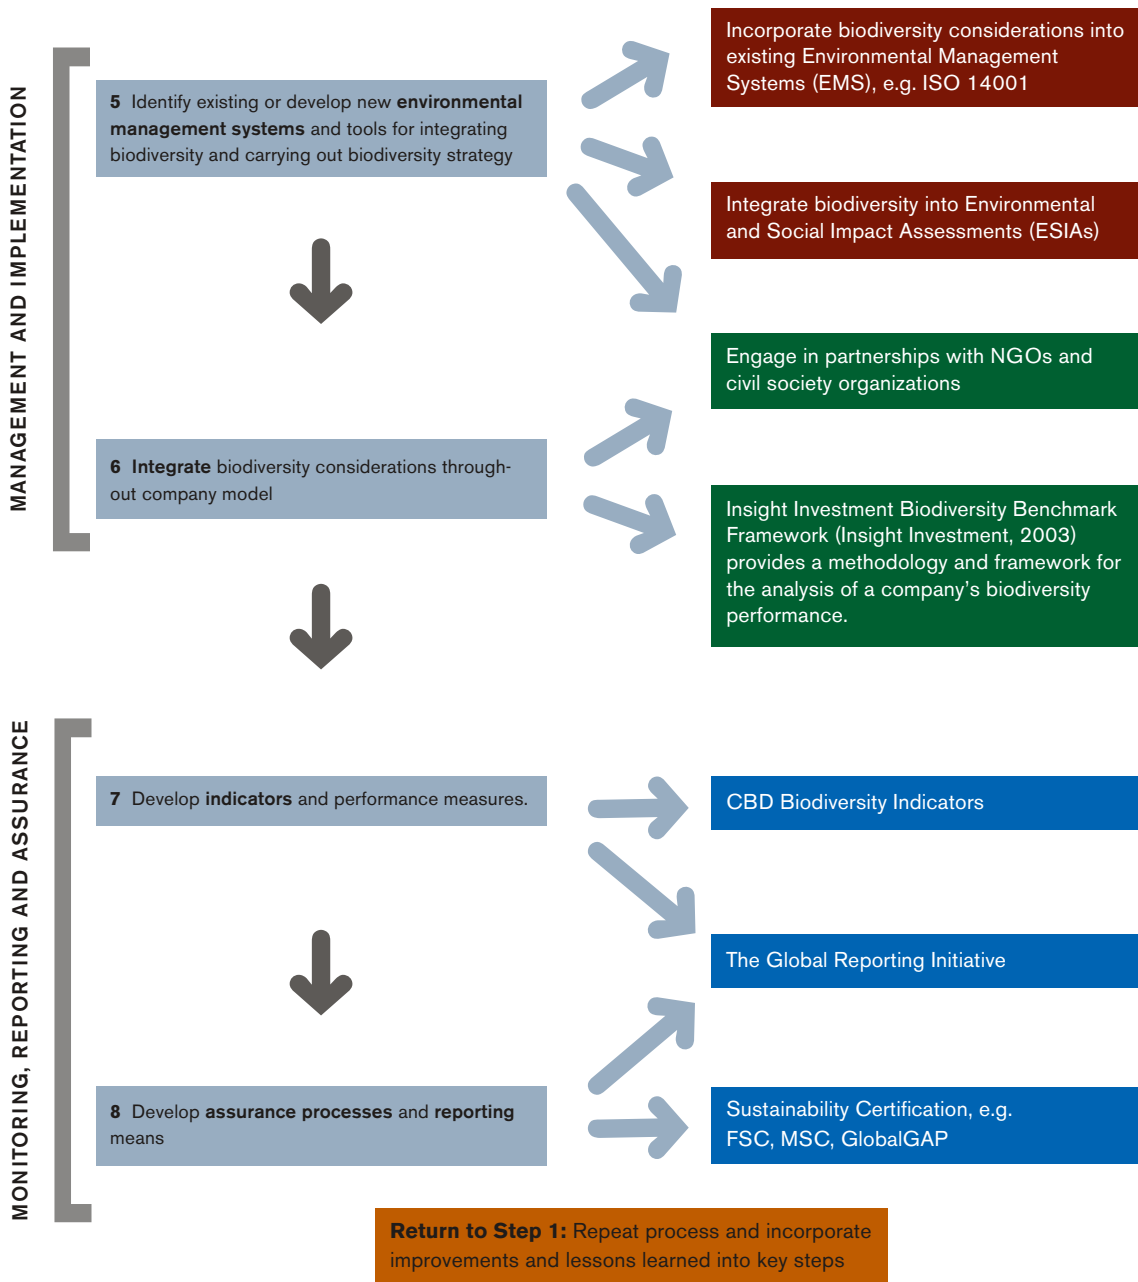 MANAGEMENT AND IMPLEMENTATION
5 Identify existing or develop new environmental
management systems and tools for integrating
biodiversity and carrying out biodiversity strategy
Incorporate biodiversity considerations into
existing Environmental Management
Systems (EMS), e.g. ISO 14001
Integrate biodiversity into Environmental
and Social Impact Assessments (ESIAs)
Engage in partnerships with NGOs and
civil society organizations
6 Integrate biodiversity considerations through-
out company model
Insight Investment Biodiversity Benchmark
Framework (Insight Investment, 2003)
provides a methodology and framework for
the analysis of a company’s biodiversity
performance.
MONITORING, REPORTING AND ASSURANCE
7 Develop indicators and performance measures.
CBD Biodiversity Indicators
The Global Reporting Initiative
8 Develop assurance processes and reporting
means
Sustainability Certification, e.g.
FSC, MSC, GlobalGAP
Return to Step 1: Repeat process and incorporate
improvements and lessons learned into key steps